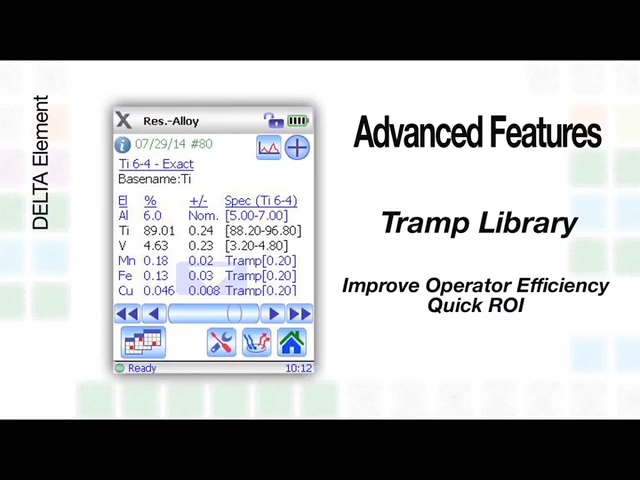 DELTA Element
Res.-Alloy
07/29/14 #80
Ti 6-4 - Exact
Basename:Ti
El % +/- Spec (Ti 6-4)
Al 6.0 Nom. [5.00-7.00]
Ti 89.01 0.24 [88.20-96.80]
V 4.63 0.23 [3.20-4.80]
Mn 0.18 0.02 Tramp[0.20]
Fe 0.13 0.03 Tramp[0.20]
Cu 0.046 0.008 Tramp[0.20]
Ready 10:12
Advanced Features
Tramp Library
Improve Operator Efficiency
Quick ROI